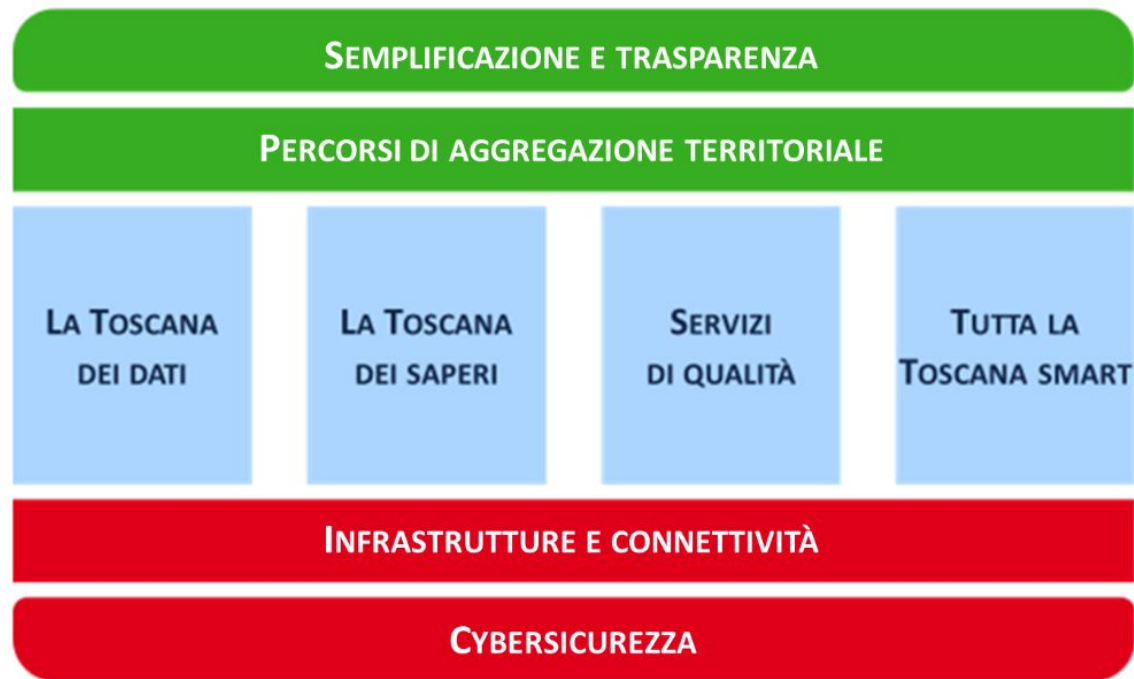 SEMPLIFICAZIONE E TRASPARENZA
PERCORSI DI AGGREGAZIONE TERRITORIALE
LA TOSCANA
DEI DATI
LA TOSCANA
DEI SAPERI
SERVIZI
DI QUALITÀ
TUTTA LA
TOSCANA SMART
INFRASTRUTTURE E CONNETTIVITÀ
CYBERSICUREZZA